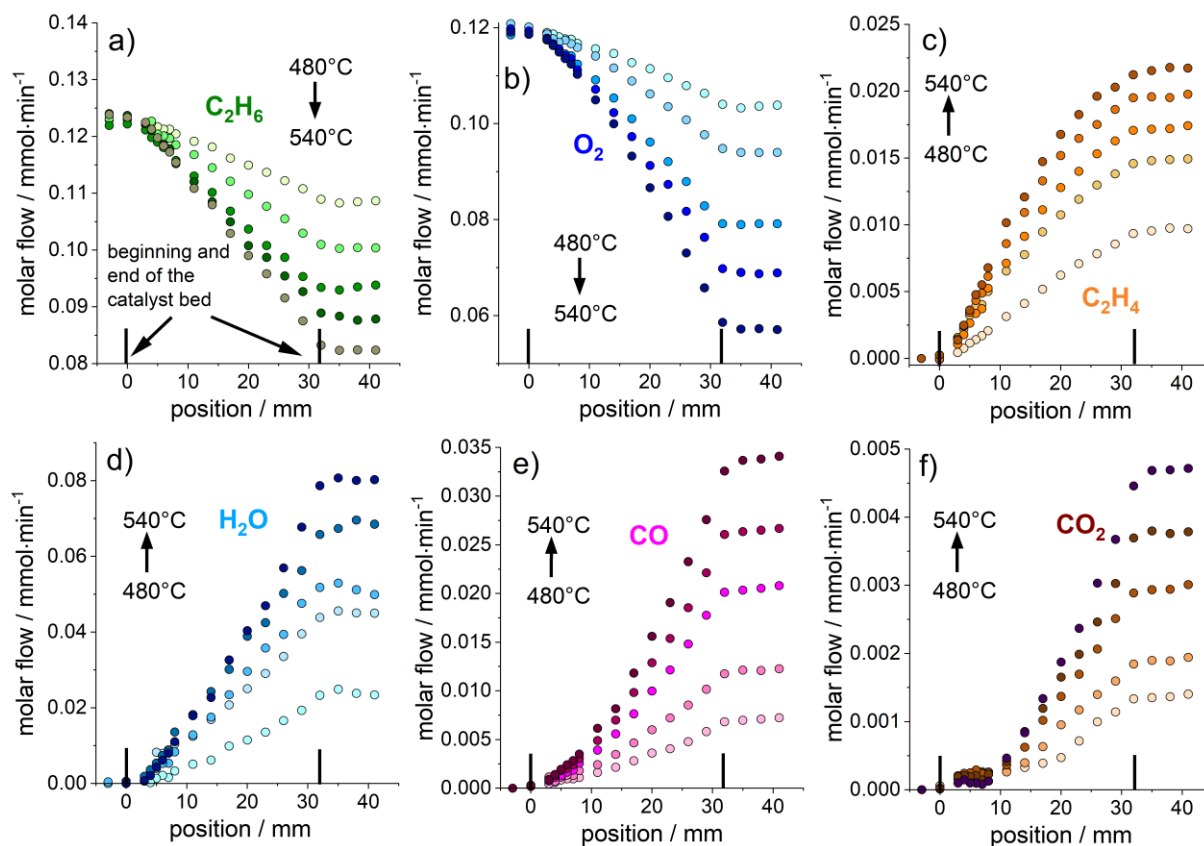 a)
480°C
540°C
C₂H₆
beginning and
end of the
catalyst bed
molar flow / mmol·min⁻¹
0.14
0.13
0.12
0.11
0.10
0.09
0.08
0 10 20 30 40
position / mm
b)
O₂
480°C
540°C
molar flow / mmol·min⁻¹
0.12
0.10
0.08
0.06
0 10 20 30 40
position / mm
c)
540°C
480°C
C₂H₄
molar flow / mmol·min⁻¹
0.025
0.020
0.015
0.010
0.005
0.000
0 10 20 30 40
position / mm
d)
540°C
480°C
H₂O
molar flow / mmol·min⁻¹
0.08
0.06
0.04
0.02
0.00
0 10 20 30 40
position / mm
e)
540°C
480°C
CO
molar flow / mmol·min⁻¹
0.035
0.030
0.025
0.020
0.015
0.010
0.005
0.000
0 10 20 30 40
position / mm
f)
540°C
480°C
CO₂
molar flow / mmol·min⁻¹
0.005
0.004
0.003
0.002
0.001
0.000
0 10 20 30 40
position / mm